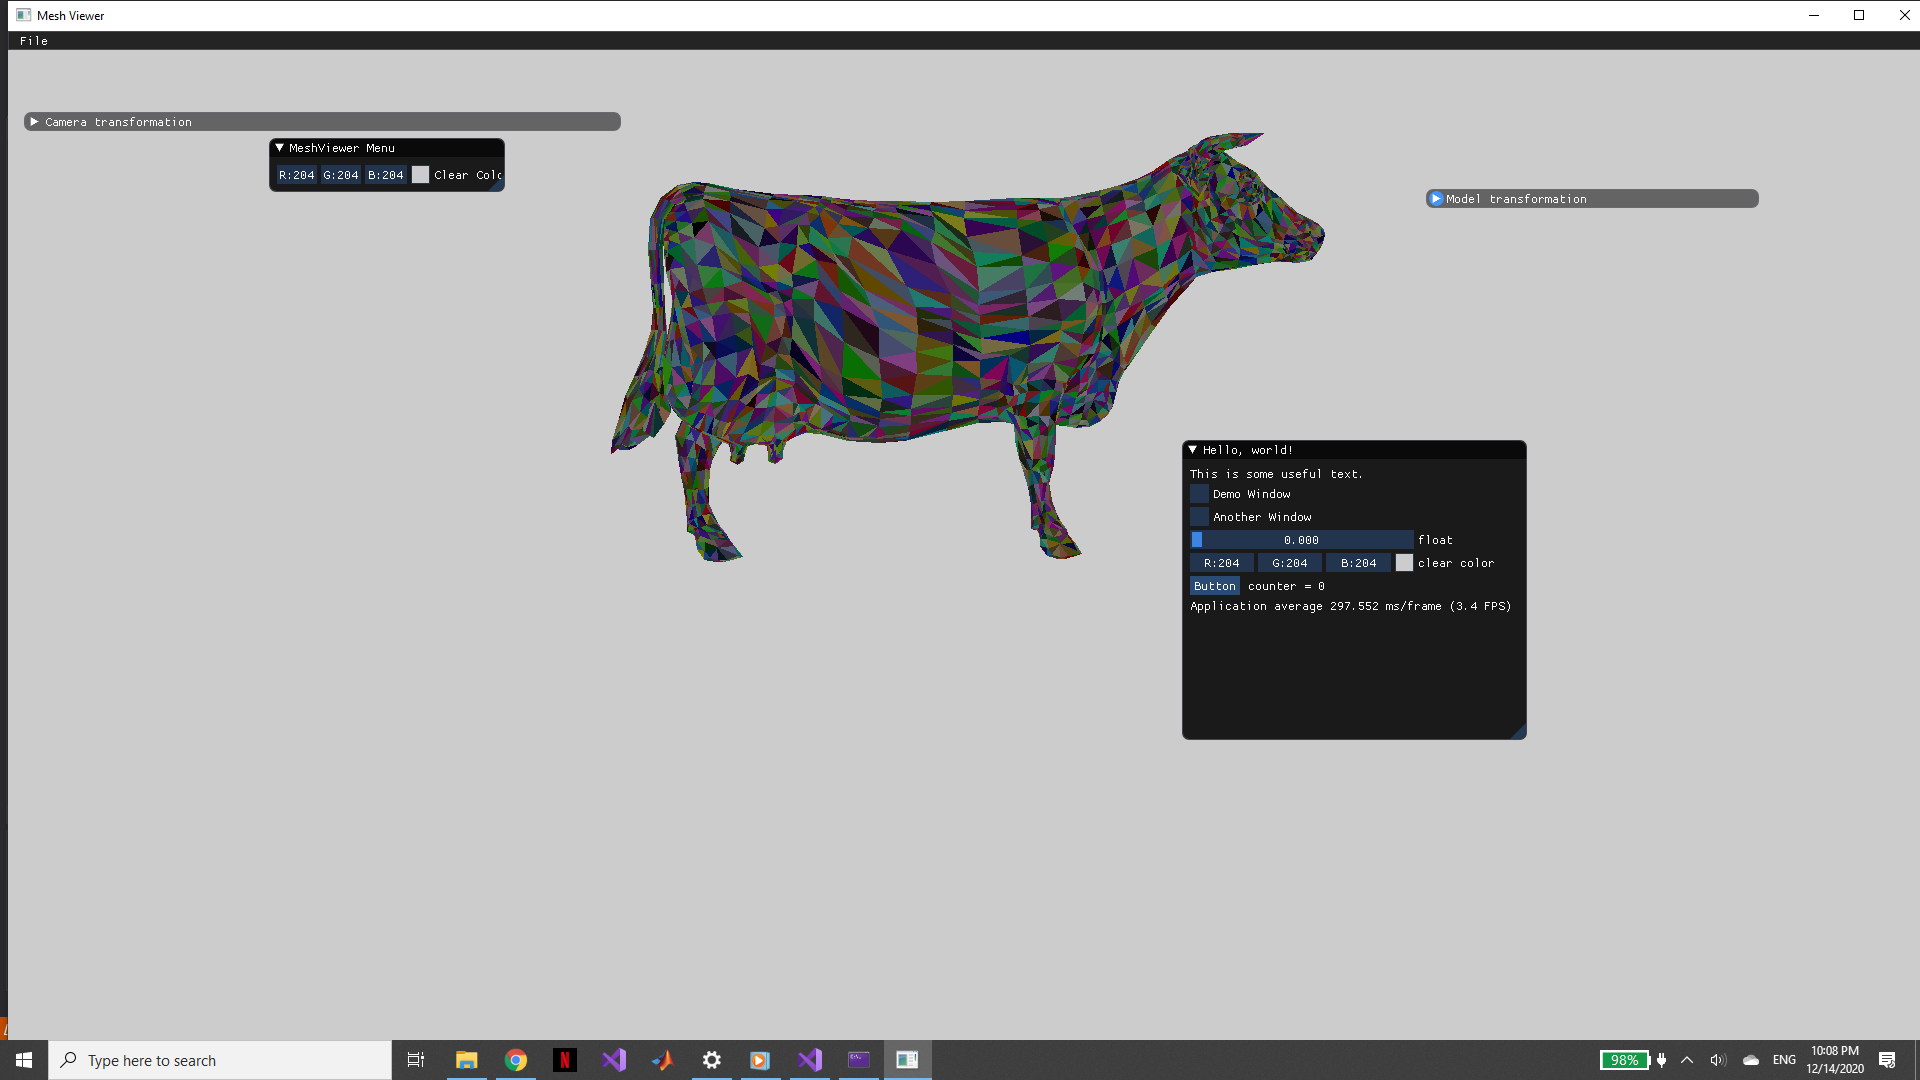 Mesh Viewer
File
Camera transformation
MeshViewer Menu
R:204 G:204 B:204 Clear Colo
Model transformation
Hello, world!
This is some useful text.
Demo Window
Another Window
0.000 float
R:204 G:204 B:204 clear color
Button counter = 0
Application average 297.552 ms/frame (3.4 FPS)
Type here to search
N
98%
ENG
10:08 PM
12/14/2020